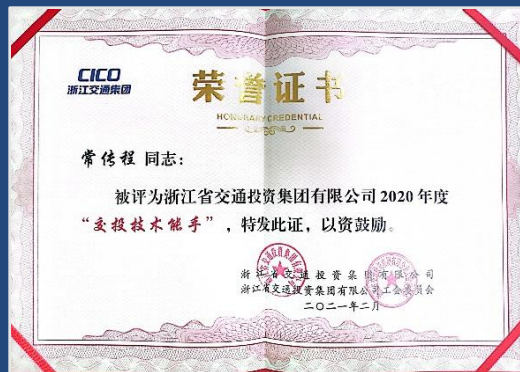 CICO
浙江交通集团
荣誉证书
HONORARY CREDENTIAL
常传程 同志：
被评为浙江省交通投资集团有限公司2020年度
“交投技术能手”，特发此证，以资鼓励。
浙江省交通投资集团有限公司
浙江省交通投资集团有限公司工会委员会
二〇二一年二月